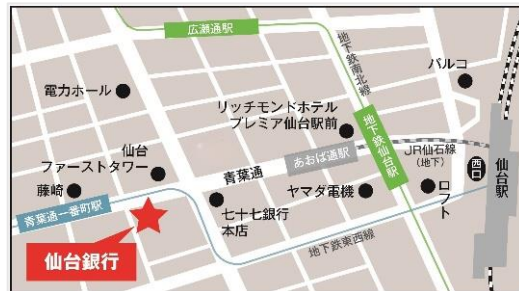 広瀬通駅
地下鉄南北線
パルコ
電力ホール
リッチモンドホテル
プレミア仙台駅前
地下鉄仙台駅
JR仙石線
(地下)
西口
仙台駅
仙台
ファーストタワー
青葉通
あおば通駅
藤崎
ヤマダ電機
ロフト
青葉通一番町駅
七十七銀行
本店
仙台銀行
地下鉄東西線